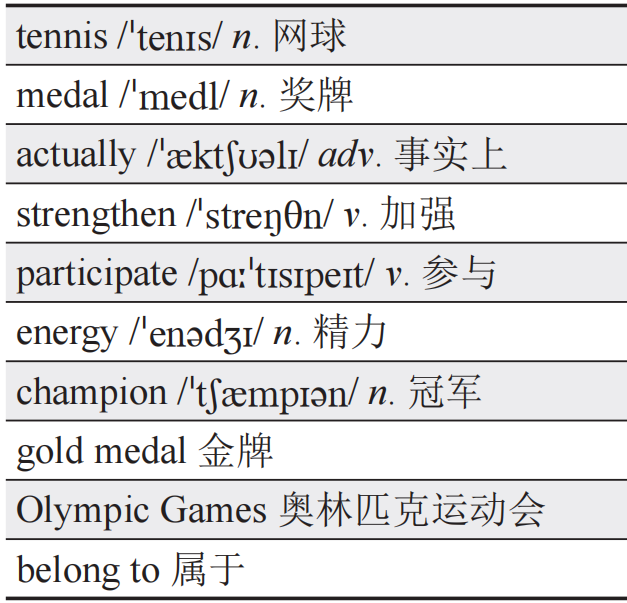 tennis /ˈtenɪs/ n. 网球
medal /ˈmedl/ n. 奖牌
actually /ˈæktʃʊəlɪ/ adv. 事实上
strengthen /ˈstreŋθn/ v. 加强
participate /pɑːˈtɪsɪpeɪt/ v. 参与
energy /ˈenədʒɪ/ n. 精力
champion /ˈtʃæmpɪən/ n. 冠军
gold medal 金牌
Olympic Games 奥林匹克运动会
belong to 属于